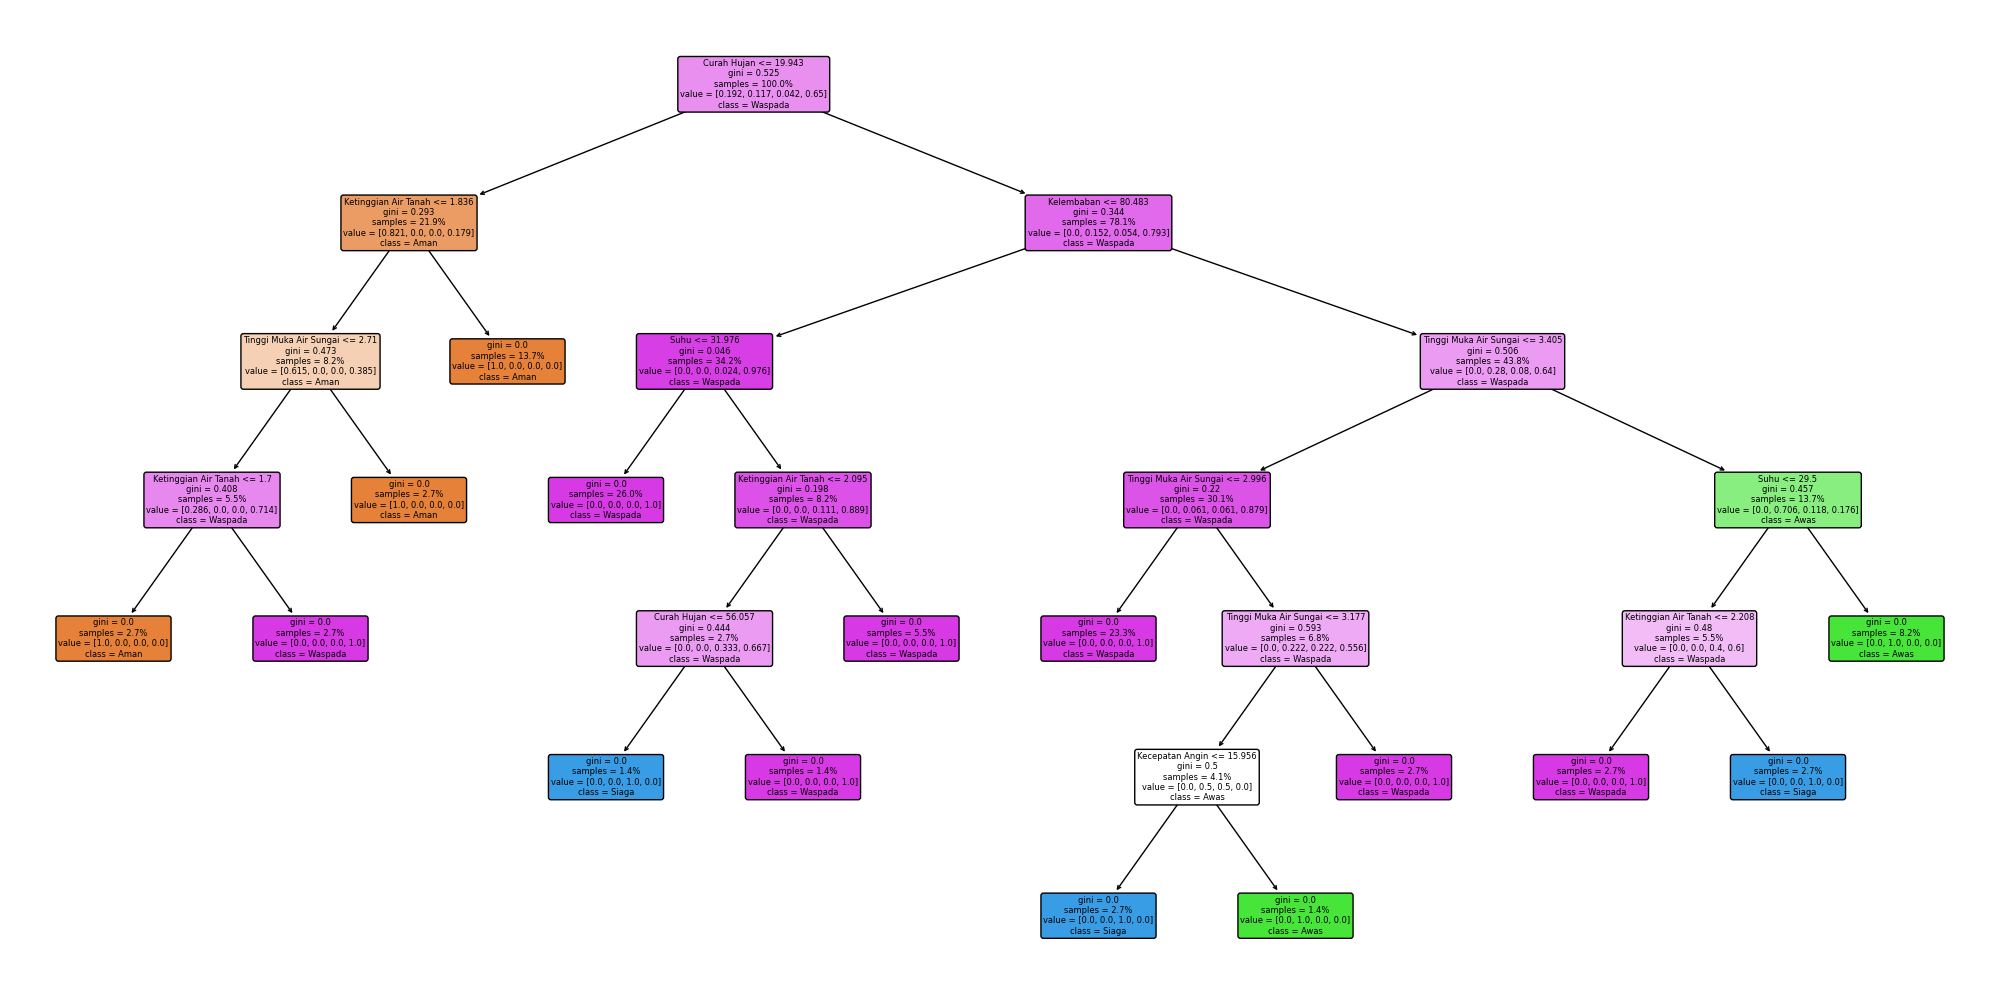 Curah Hujan <= 19.943
gini = 0.525
samples = 100.0%
value = [0.192, 0.117, 0.042, 0.65]
class = Waspada
Ketinggian Air Tanah <= 1.836
gini = 0.293
samples = 21.9%
value = [0.821, 0.0, 0.0, 0.179]
class = Aman
Kelembaban <= 80.483
gini = 0.344
samples = 78.1%
value = [0.0, 0.152, 0.054, 0.793]
class = Waspada
Tinggi Muka Air Sungai <= 2.71
gini = 0.473
samples = 8.2%
value = [0.615, 0.0, 0.0, 0.385]
class = Aman
gini = 0.0
samples = 13.7%
value = [1.0, 0.0, 0.0, 0.0]
class = Aman
Suhu <= 31.976
gini = 0.046
samples = 34.2%
value = [0.0, 0.0, 0.024, 0.976]
class = Waspada
Tinggi Muka Air Sungai <= 3.405
gini = 0.506
samples = 43.8%
value = [0.0, 0.28, 0.08, 0.64]
class = Waspada
Ketinggian Air Tanah <= 1.7
gini = 0.408
samples = 5.5%
value = [0.286, 0.0, 0.0, 0.714]
class = Waspada
gini = 0.0
samples = 2.7%
value = [1.0, 0.0, 0.0, 0.0]
class = Aman
gini = 0.0
samples = 26.0%
value = [0.0, 0.0, 0.0, 1.0]
class = Waspada
Ketinggian Air Tanah <= 2.095
gini = 0.198
samples = 8.2%
value = [0.0, 0.0, 0.111, 0.889]
class = Waspada
Tinggi Muka Air Sungai <= 2.996
gini = 0.22
samples = 30.1%
value = [0.0, 0.061, 0.061, 0.879]
class = Waspada
Suhu <= 29.5
gini = 0.457
samples = 13.7%
value = [0.0, 0.706, 0.118, 0.176]
class = Awas
gini = 0.0
samples = 2.7%
value = [1.0, 0.0, 0.0, 0.0]
class = Aman
gini = 0.0
samples = 2.7%
value = [0.0, 0.0, 0.0, 1.0]
class = Waspada
Curah Hujan <= 56.057
gini = 0.444
samples = 2.7%
value = [0.0, 0.0, 0.333, 0.667]
class = Waspada
gini = 0.0
samples = 5.5%
value = [0.0, 0.0, 0.0, 1.0]
class = Waspada
gini = 0.0
samples = 23.3%
value = [0.0, 0.0, 0.0, 1.0]
class = Waspada
Tinggi Muka Air Sungai <= 3.177
gini = 0.593
samples = 6.8%
value = [0.0, 0.222, 0.222, 0.556]
class = Waspada
Ketinggian Air Tanah <= 2.208
gini = 0.48
samples = 5.5%
value = [0.0, 0.0, 0.4, 0.6]
class = Waspada
gini = 0.0
samples = 8.2%
value = [0.0, 1.0, 0.0, 0.0]
class = Awas
gini = 0.0
samples = 1.4%
value = [0.0, 0.0, 1.0, 0.0]
class = Siaga
gini = 0.0
samples = 1.4%
value = [0.0, 0.0, 0.0, 1.0]
class = Waspada
Kecepatan Angin <= 15.956
gini = 0.5
samples = 4.1%
value = [0.0, 0.5, 0.5, 0.0]
class = Awas
gini = 0.0
samples = 2.7%
value = [0.0, 0.0, 0.0, 1.0]
class = Waspada
gini = 0.0
samples = 2.7%
value = [0.0, 0.0, 0.0, 1.0]
class = Waspada
gini = 0.0
samples = 2.7%
value = [0.0, 0.0, 1.0, 0.0]
class = Siaga
gini = 0.0
samples = 2.7%
value = [0.0, 0.0, 1.0, 0.0]
class = Siaga
gini = 0.0
samples = 1.4%
value = [0.0, 1.0, 0.0, 0.0]
class = Awas